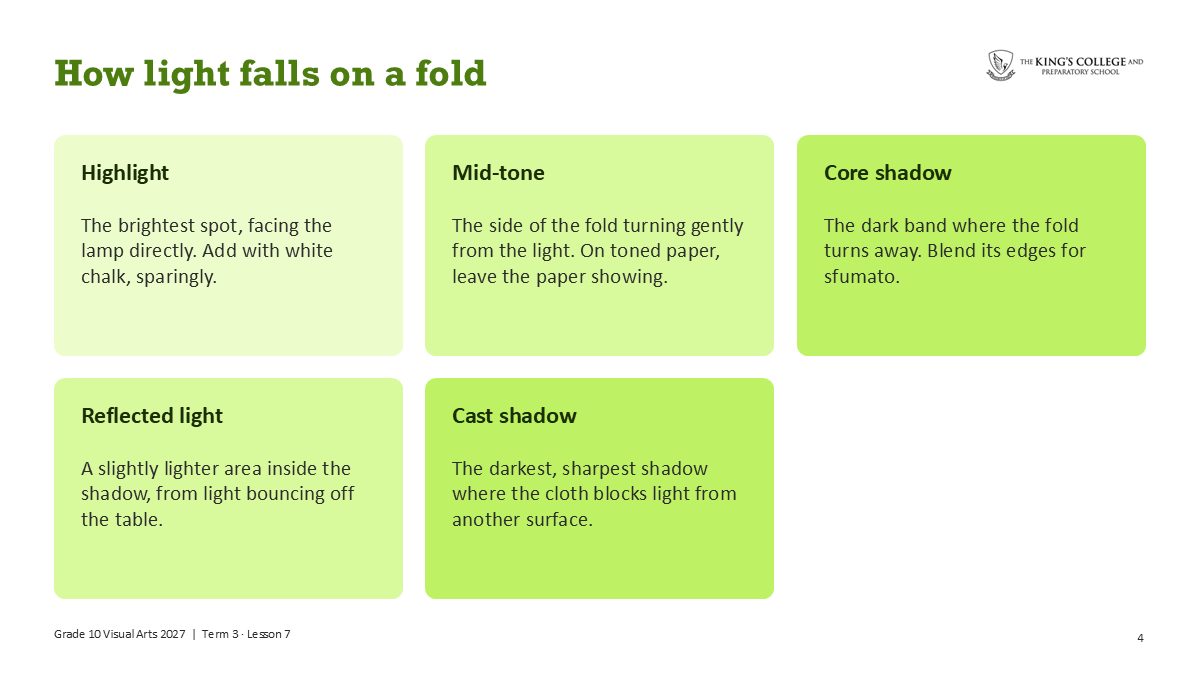 How light falls on a fold
THE KING'S COLLEGE AND
PREPARATORY SCHOOL
Highlight
The brightest spot, facing the
lamp directly. Add with white
chalk, sparingly.
Mid-tone
The side of the fold turning gently
from the light. On toned paper,
leave the paper showing.
Core shadow
The dark band where the fold
turns away. Blend its edges for
sfumato.
Reflected light
A slightly lighter area inside the
shadow, from light bouncing off
the table.
Cast shadow
The darkest, sharpest shadow
where the cloth blocks light from
another surface.
Grade 10 Visual Arts 2027 | Term 3 · Lesson 7
4